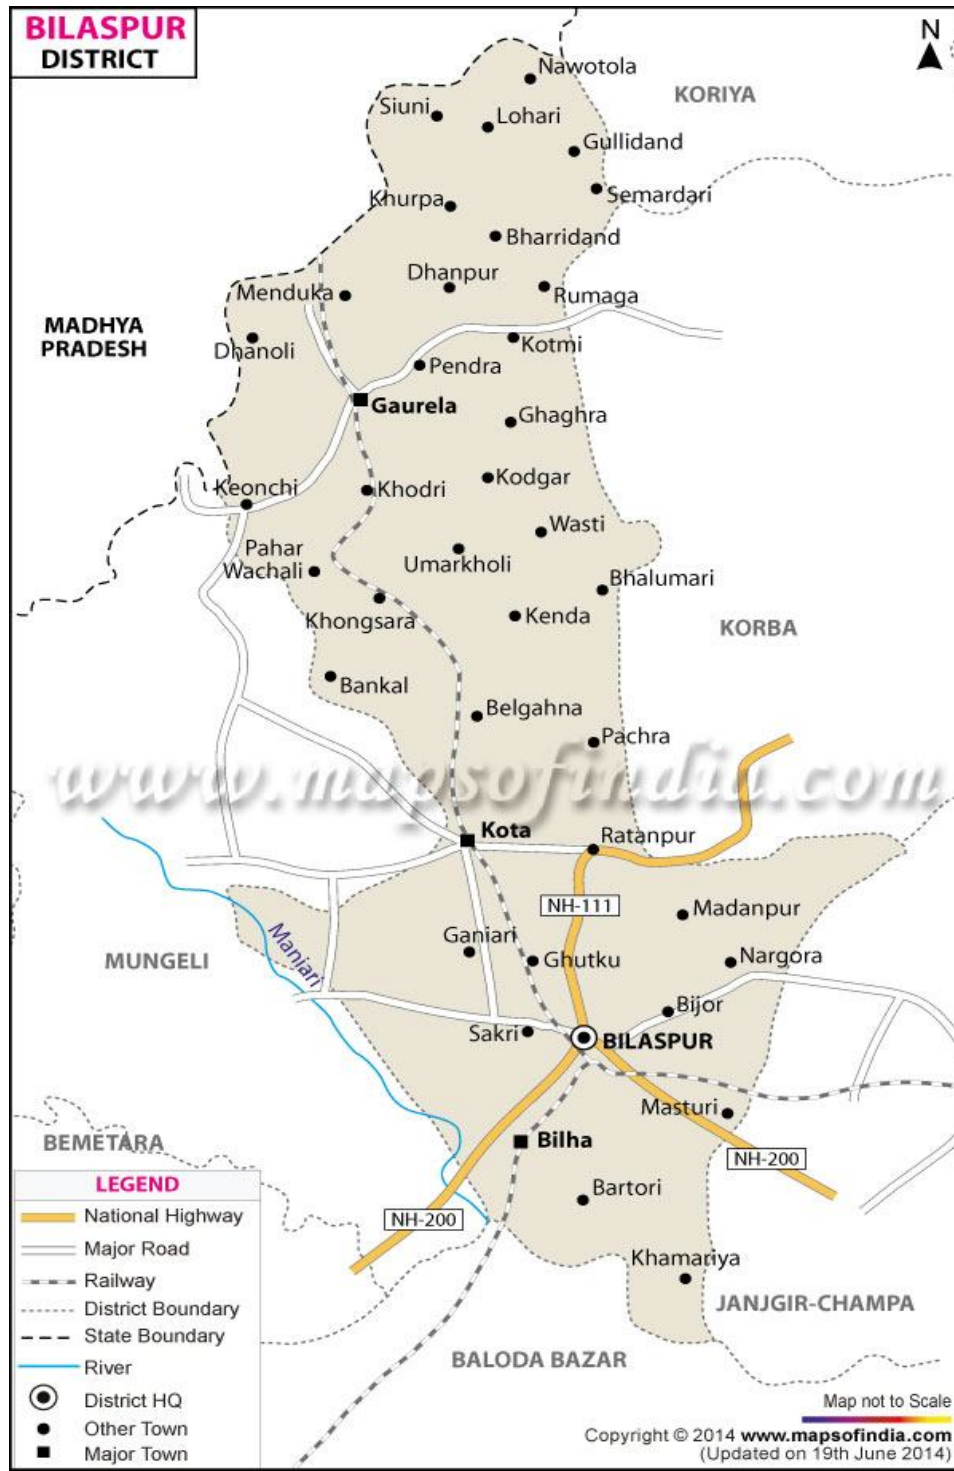 BILASPUR
DISTRICT
N
Nawotola
KORIYA
Siuni
Lohari
Gullidand
Semardari
Khurpa
Bharridand
Dhanpur
Menduka
Rumaga
MADHYA
PRADESH
Dhanoli
Kotmi
Pendra
Gaurela
Ghaghra
Kodgar
Keonchi
Khodri
Wasti
Pahar
Wachali
Umarkholi
Bhalumari
Khongsara
Kenda
KORBA
Bankal
Belgahna
Pachra
www.mapsofindia.com
Kota
Ratanpur
NH-111
Madanpur
Ganiari
Maniari
MUNGELI
Ghutku
Nargora
Bijor
Sakri
BILASPUR
Masturi
BEMETARA
Bilha
NH-200
Bartori
NH-200
Khamariya
JANJGIR-CHAMPA
BALODA BAZAR
LEGEND
National Highway
Major Road
Railway
District Boundary
State Boundary
River
District HQ
Other Town
Major Town
Map not to Scale
Copyright © 2014 www.mapsofindia.com
(Updated on 19th June 2014)